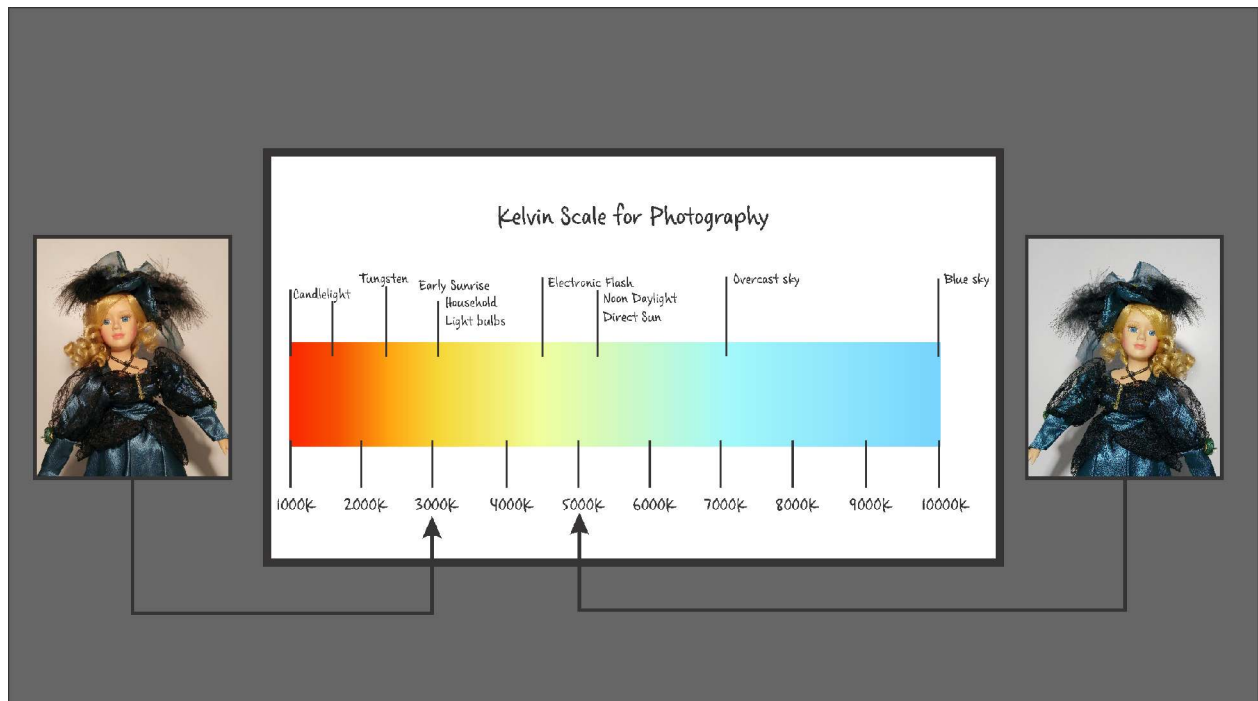 Kelvin Scale for Photography
Candlelight
Tungsten
Early Sunrise
Household
Light bulbs
Electronic Flash
Noon Daylight
Direct Sun
Overcast sky
Blue sky
1000K
2000K
3000K
4000K
5000K
6000K
7000K
8000K
9000K
10000K